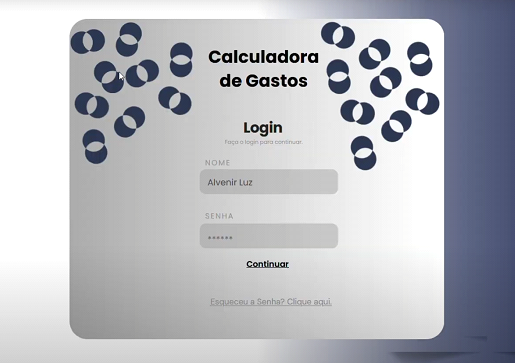 Calculadora
de Gastos
Login
Faça o login para continuar.
NOME
Alvenir Luz
SENHA
••••••
Continuar
Esqueceu a Senha? Clique aqui.